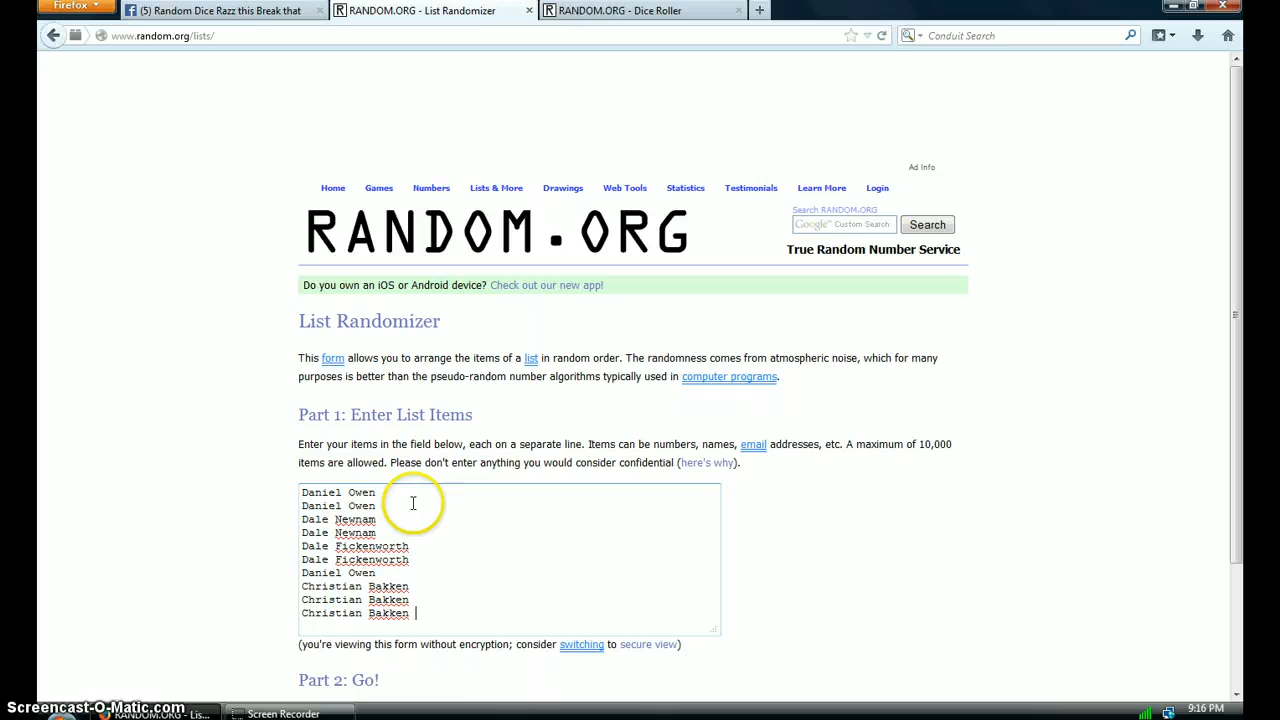 Firefox
(5) Random Dice Razz this Break that
RANDOM.ORG - List Randomizer
RANDOM.ORG - Dice Roller
www.random.org/lists/
Conduit Search
Ad Info
Home Games Numbers Lists & More Drawings Web Tools Statistics Testimonials Learn More Login
RANDOM.ORG
Search RANDOM.ORG
Google™ Custom Search
Search
True Random Number Service
Do you own an iOS or Android device? Check out our new app!
List Randomizer
This form allows you to arrange the items of a list in random order. The randomness comes from atmospheric noise, which for many
purposes is better than the pseudo-random number algorithms typically used in computer programs.
Part 1: Enter List Items
Enter your items in the field below, each on a separate line. Items can be numbers, names, email addresses, etc. A maximum of 10,000
items are allowed. Please don't enter anything you would consider confidential (here's why).
Daniel Owen
Daniel Owen
Dale Newnam
Dale Newnam
Dale Fickenworth
Dale Fickenworth
Daniel Owen
Christian Bakken
Christian Bakken
Christian Bakken
(you're viewing this form without encryption; consider switching to secure view)
Part 2: Go!
Screencast-O-Matic.com
RANDOM.ORG - Lis...
Screen Recorder
9:16 PM